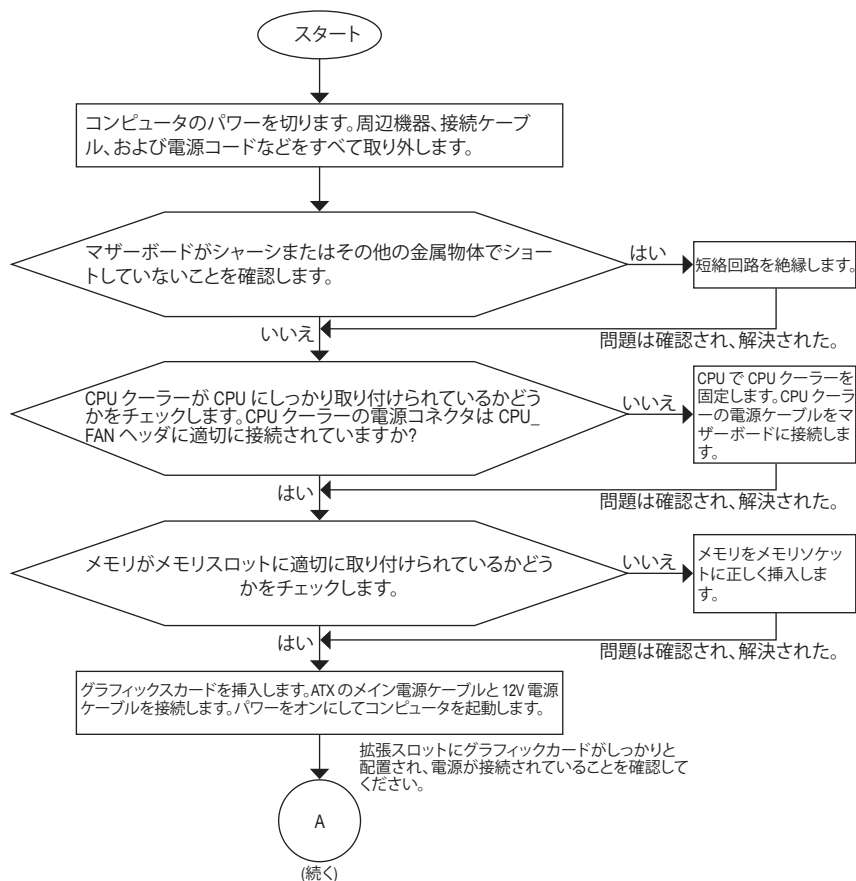 スタート
コンピュータのパワーを切ります。周辺機器、接続ケーブ
ル、および電源コードなどをすべて取り外します。
マザーボードがシャーシまたはその他の金属物体でショー
トしていないことを確認します。
はい
短絡回路を絶縁します。
いいえ
問題は確認され、解決された。
CPU クーラーが CPU にしっかり取り付けられているかどう
かをチェックします。CPU クーラーの電源コネクタは CPU_
FAN ヘッダに適切に接続されていますか?
いいえ
CPU で CPU クーラーを
固定します。CPU クーラ
ーの電源ケーブルをマ
ザーボードに接続しま
す。
はい
問題は確認され、解決された。
メモリがメモリスロットに適切に取り付けられているかどう
かをチェックします。
いいえ
メモリをメモリソケッ
トに正しく挿入しま
す。
はい
問題は確認され、解決された。
グラフィックスカードを挿入します。ATX のメイン電源ケーブルと 12V 電源
ケーブルを接続します。パワーをオンにしてコンピュータを起動します。
拡張スロットにグラフィックカードがしっかりと
配置され、電源が接続されていることを確認して
ください。
A
(続く)